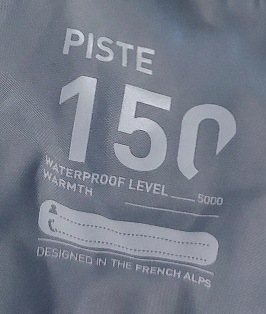 PISTE
150
WATERPROOF LEVEL 5000
WARMTH
DESIGNED IN THE FRENCH ALPS